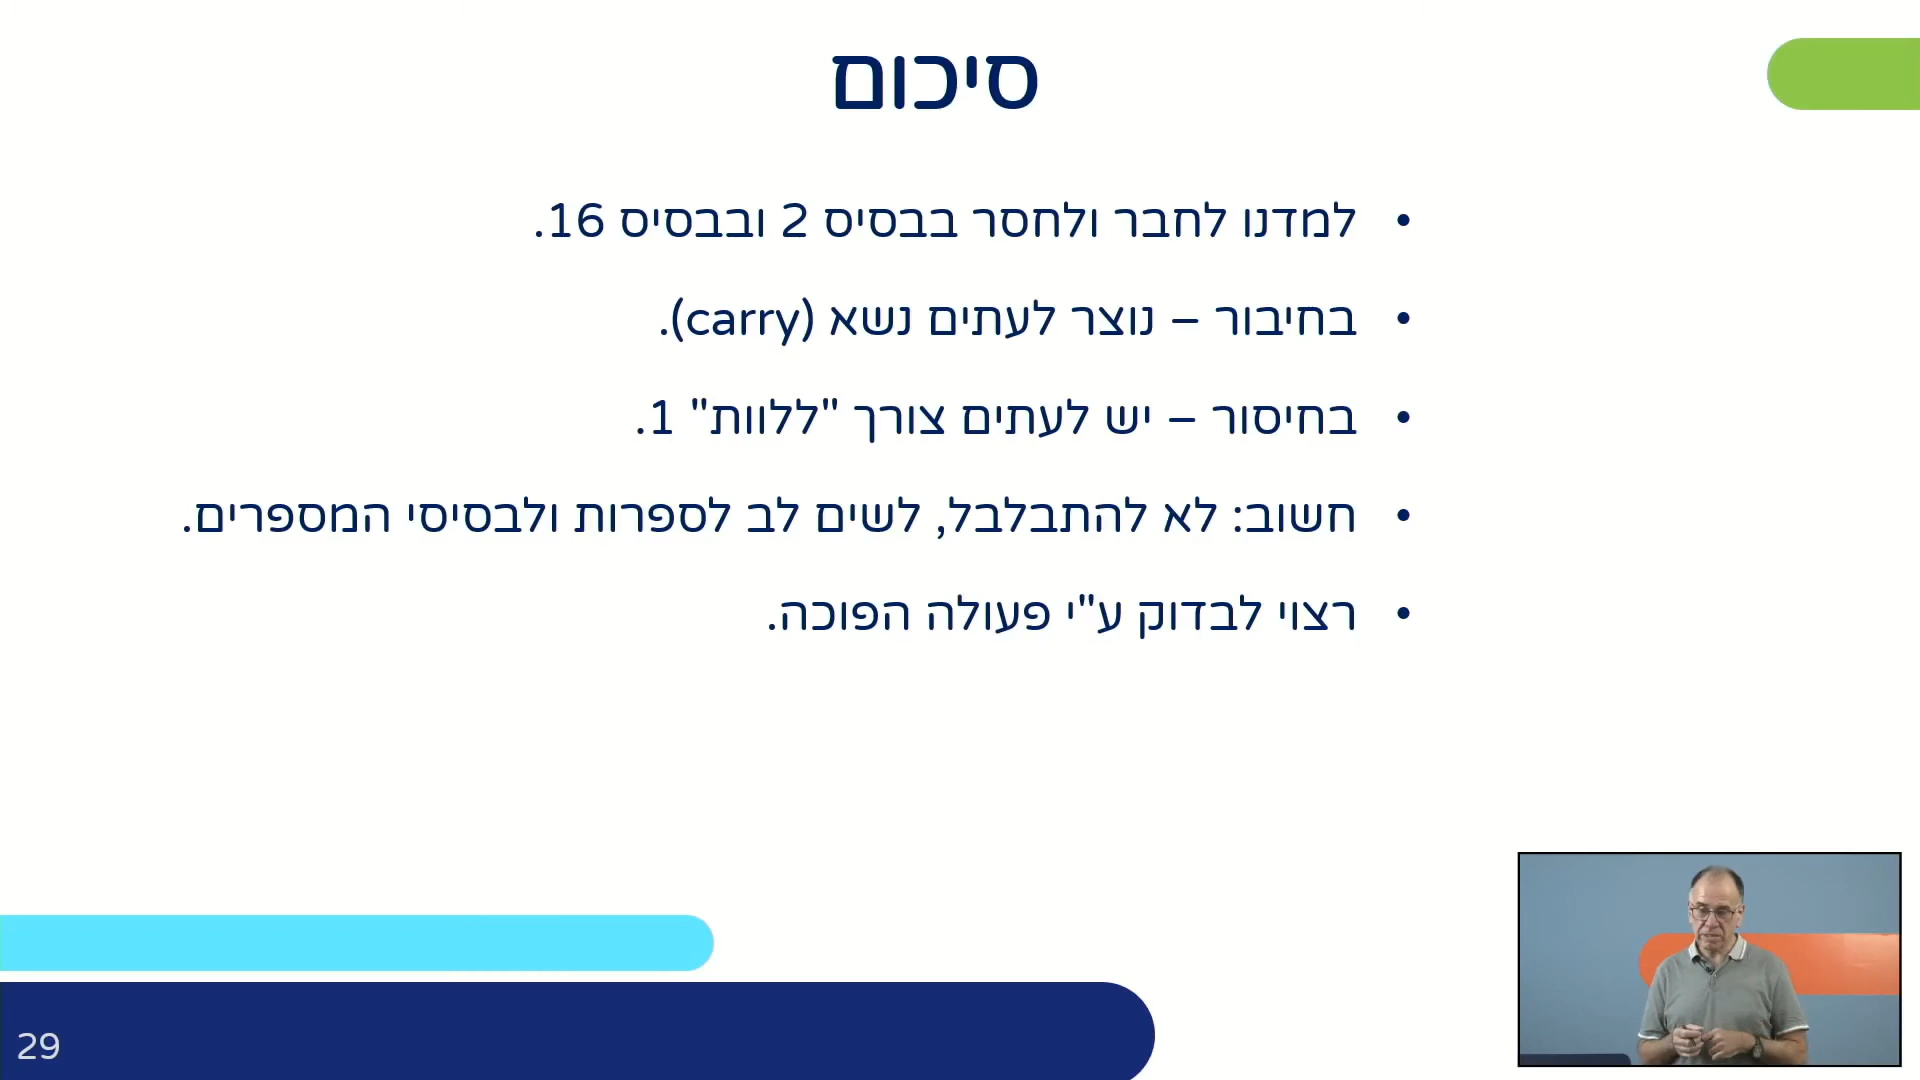 סיכום
• למדנו לחבר ולחסר בבסיס 2 ובבסיס 16.
• בחיבור – נוצר לעתים נשא (carry).
• בחיסור – יש לעתים צורך "ללוות" 1.
• חשוב: לא להתבלבל, לשים לב לספרות ולבסיסי המספרים.
• רצוי לבדוק ע"י פעולה הפוכה.
29